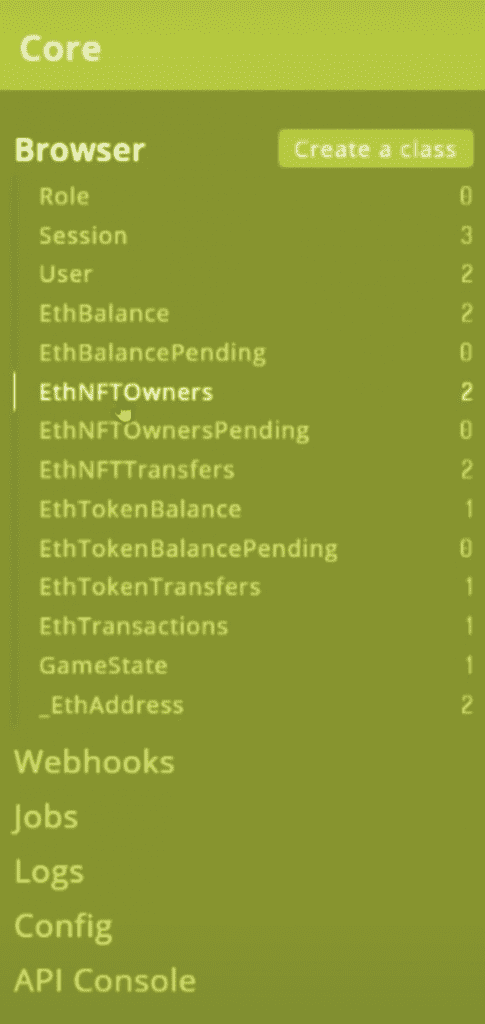 Core
Browser Create a class
Role 0
Session 3
User 2
EthBalance 2
EthBalancePending 0
EthNFTOwners 2
EthNFTOwnersPending 0
EthNFTTransfers 2
EthTokenBalance 1
EthTokenBalancePending 0
EthTokenTransfers 1
EthTransactions 1
GameState 1
_EthAddress 2
Webhooks
Jobs
Logs
Config
API Console